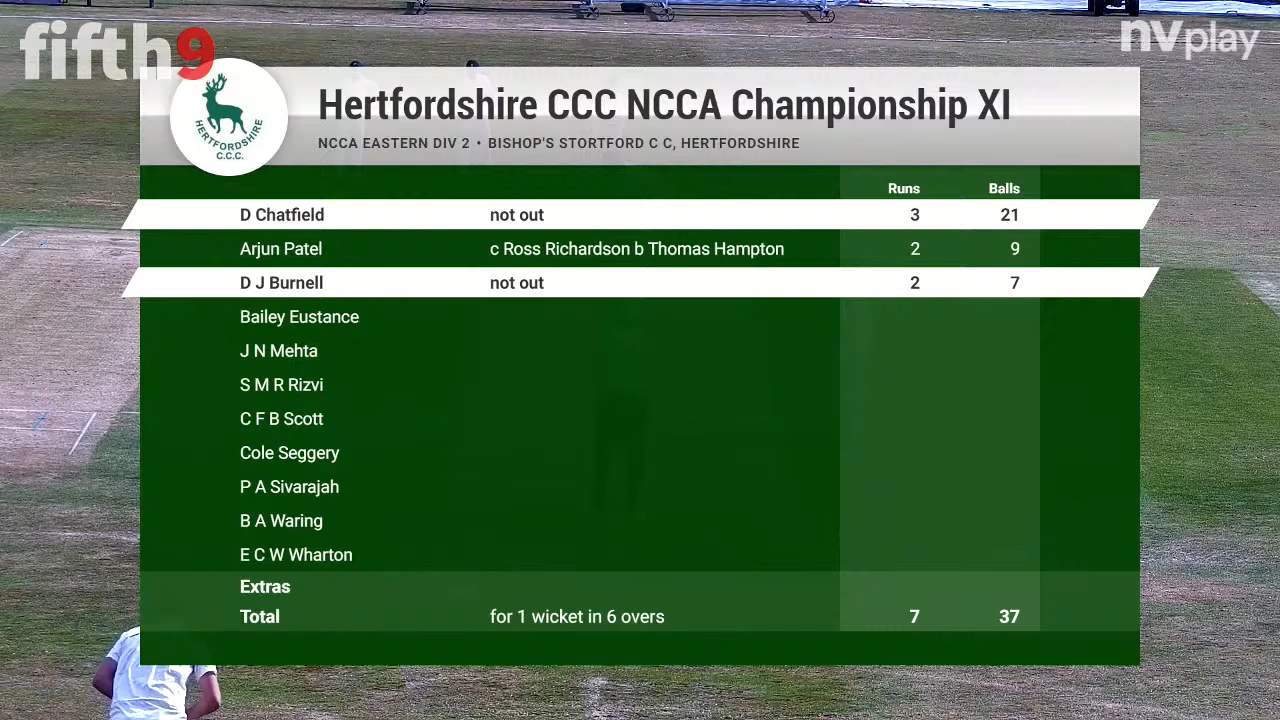 fifth9
nvplay
HERTFORDSHIRE
C.C.C.
Hertfordshire CCC NCCA Championship XI
NCCA EASTERN DIV 2 • BISHOP'S STORTFORD C C, HERTFORDSHIRE
Runs Balls
D Chatfield not out 3 21
Arjun Patel c Ross Richardson b Thomas Hampton 2 9
D J Burnell not out 2 7
Bailey Eustance
J N Mehta
S M R Rizvi
C F B Scott
Cole Seggery
P A Sivarajah
B A Waring
E C W Wharton
Extras
Total for 1 wicket in 6 overs 7 37